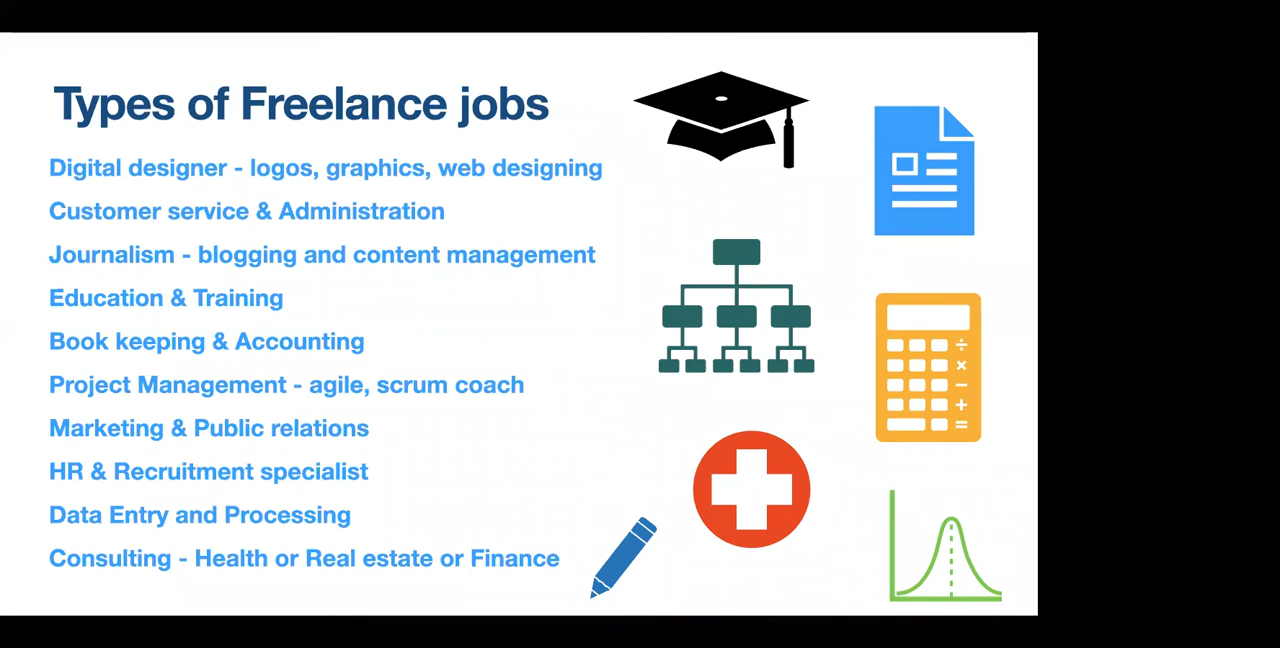 Types of Freelance jobs
Digital designer - logos, graphics, web designing
Customer service & Administration
Journalism - blogging and content management
Education & Training
Book keeping & Accounting
Project Management - agile, scrum coach
Marketing & Public relations
HR & Recruitment specialist
Data Entry and Processing
Consulting - Health or Real estate or Finance